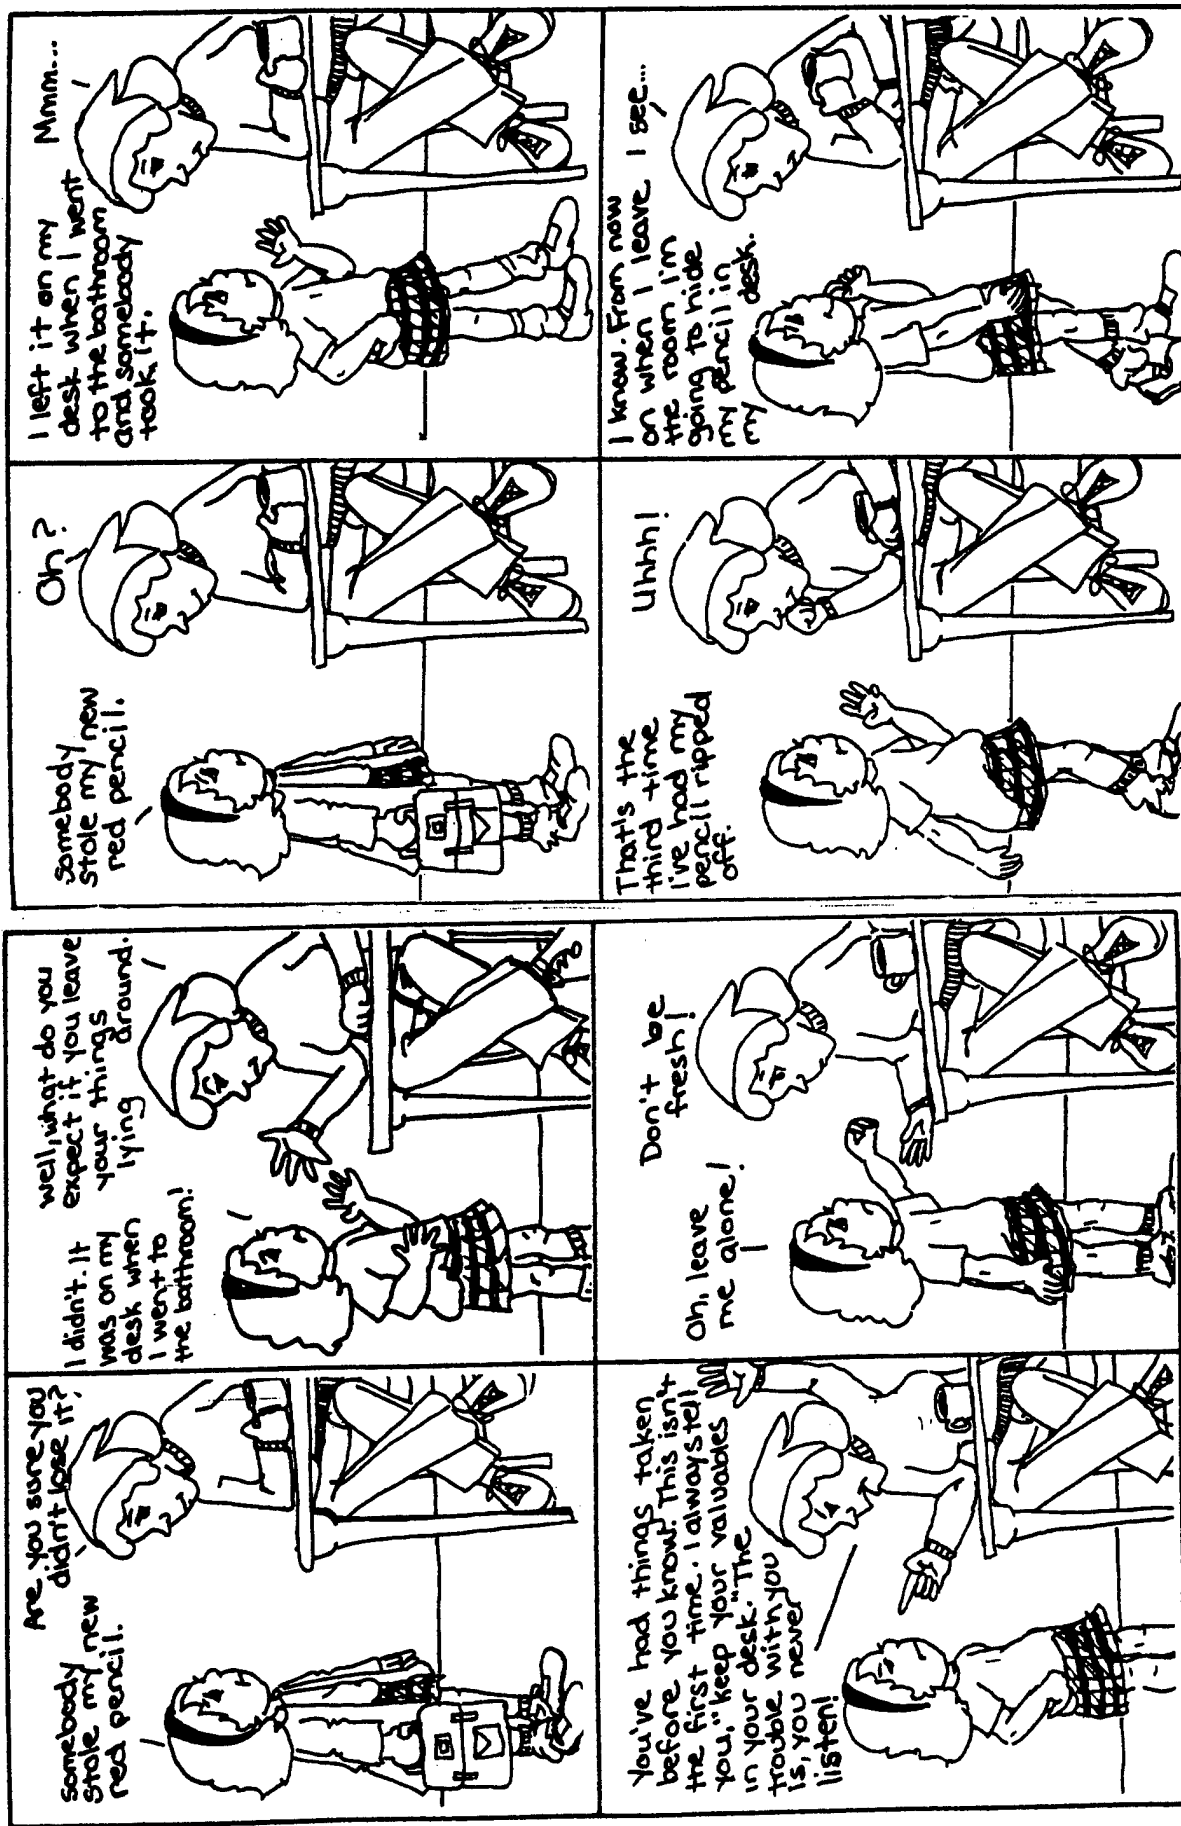 somebody
stole my new
red pencil.
Are you sure you
didn't lose it?
I didn't. It
was on my
desk when
I went to
the bathroom!
Well, what do you
expect if you leave
your things
lying around.
You've had things taken
before you know! This isn't
the first time. I always tell
you, "keep your valuables
in your desk." The
trouble with you
is, you never
listen!
Oh, leave
me alone!
Don't be
fresh!
Somebody
stole my new
red pencil.
Oh?
I left it on my
desk when I went
to the bathroom
and somebody
took it.
Mmm...
That's the
third time
I've had my
pencil ripped
off.
Uhhh!
I know. From now
on when I leave
the room I'm
going to hide
my pencil in
my desk.
I see...